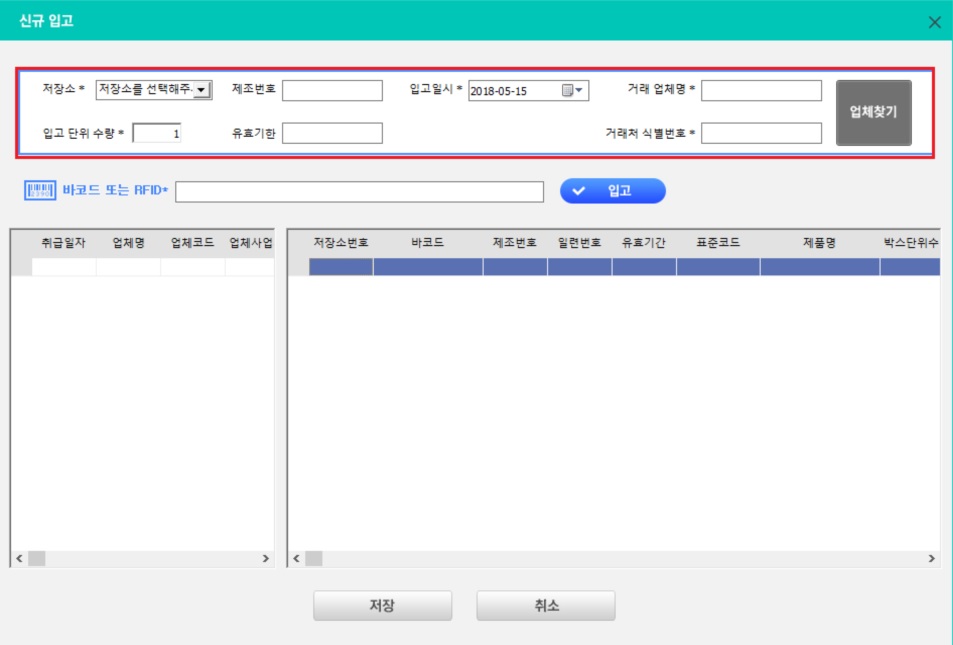 신규 입고
저장소 * 저장소를 선택해주 제조번호 입고일시 * 2018-05-15 거래 업체명 * 업체찾기
입고 단위 수량 * 1 유효기한 거래처 식별번호 *
바코드 또는 RFID* 입고
취급일자 업체명 업체코드 업체사업 저장소번호 바코드 제조번호 일련번호 유효기간 표준코드 제품명 박스단위수
저장 취소